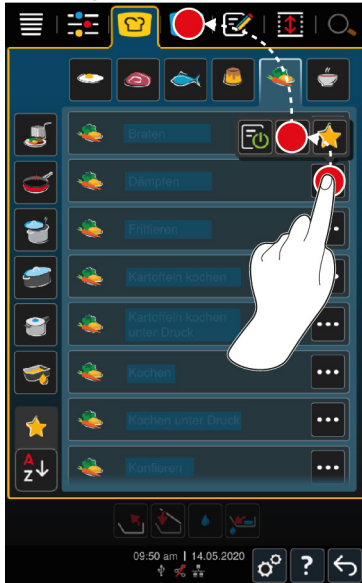 Braten
Dämpfen
Frittieren
Kartoffeln kochen
Kartoffeln kochen
unter Druck
Kochen
Kochen unter Druck
Konfieren
A
Z
09:50 am | 14.05.2020
?